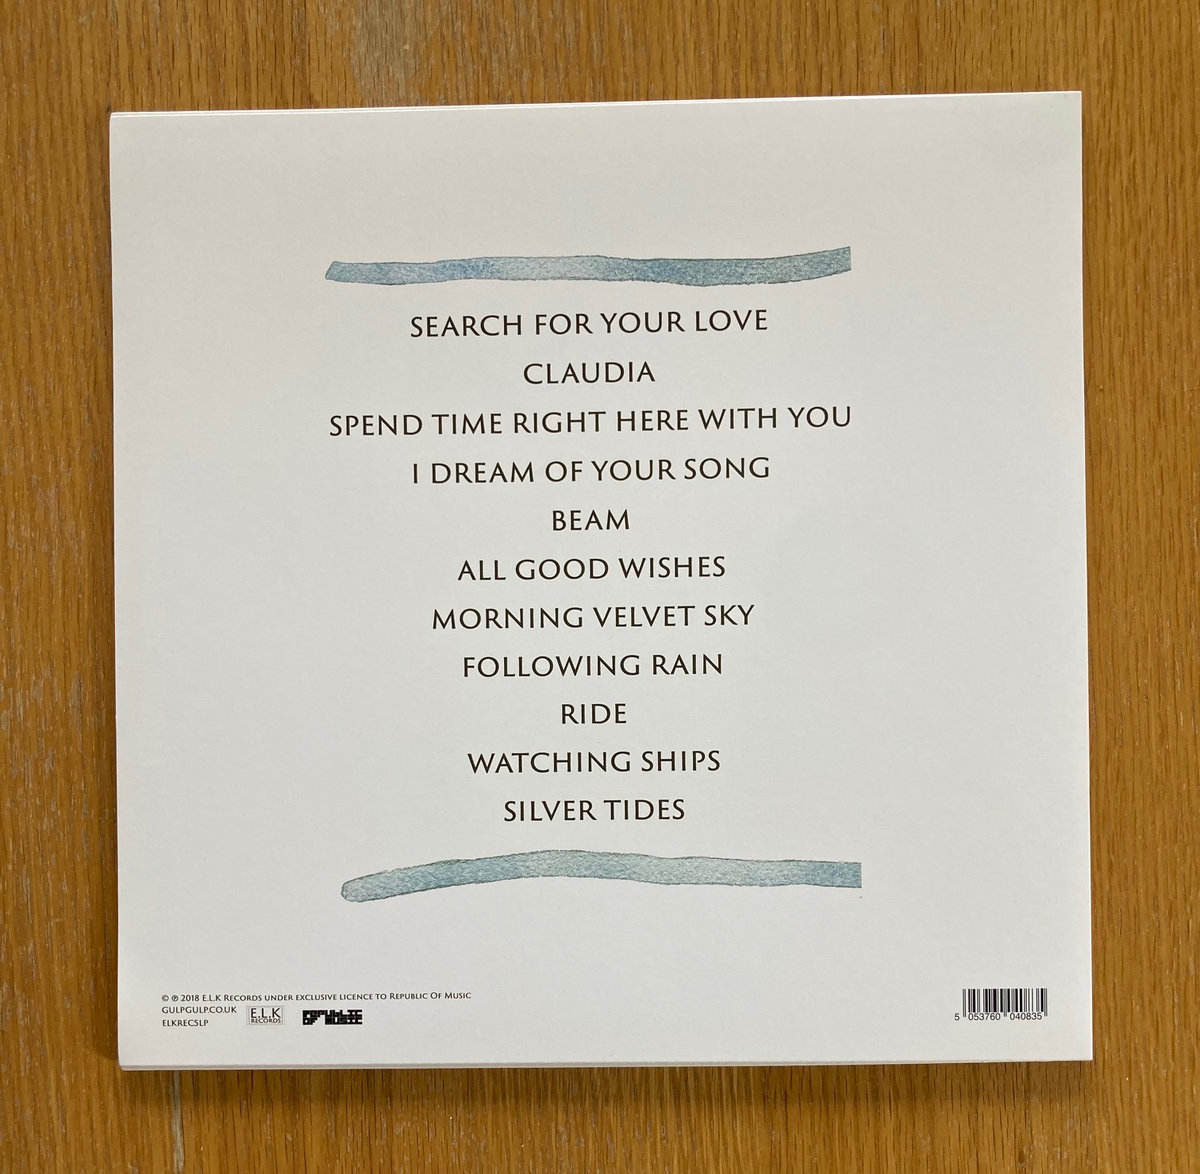 SEARCH FOR YOUR LOVE
CLAUDIA
SPEND TIME RIGHT HERE WITH YOU
I DREAM OF YOUR SONG
BEAM
ALL GOOD WISHES
MORNING VELVET SKY
FOLLOWING RAIN
RIDE
WATCHING SHIPS
SILVER TIDES
© ℗ 2018 E.L.K RECORDS UNDER EXCLUSIVE LICENCE TO REPUBLIC OF MUSIC
GULPGULP.CO.UK
ELKREC5LP
E.L.K
RECORDS
REPUBLIC
OF MUSIC
5 053760 040835